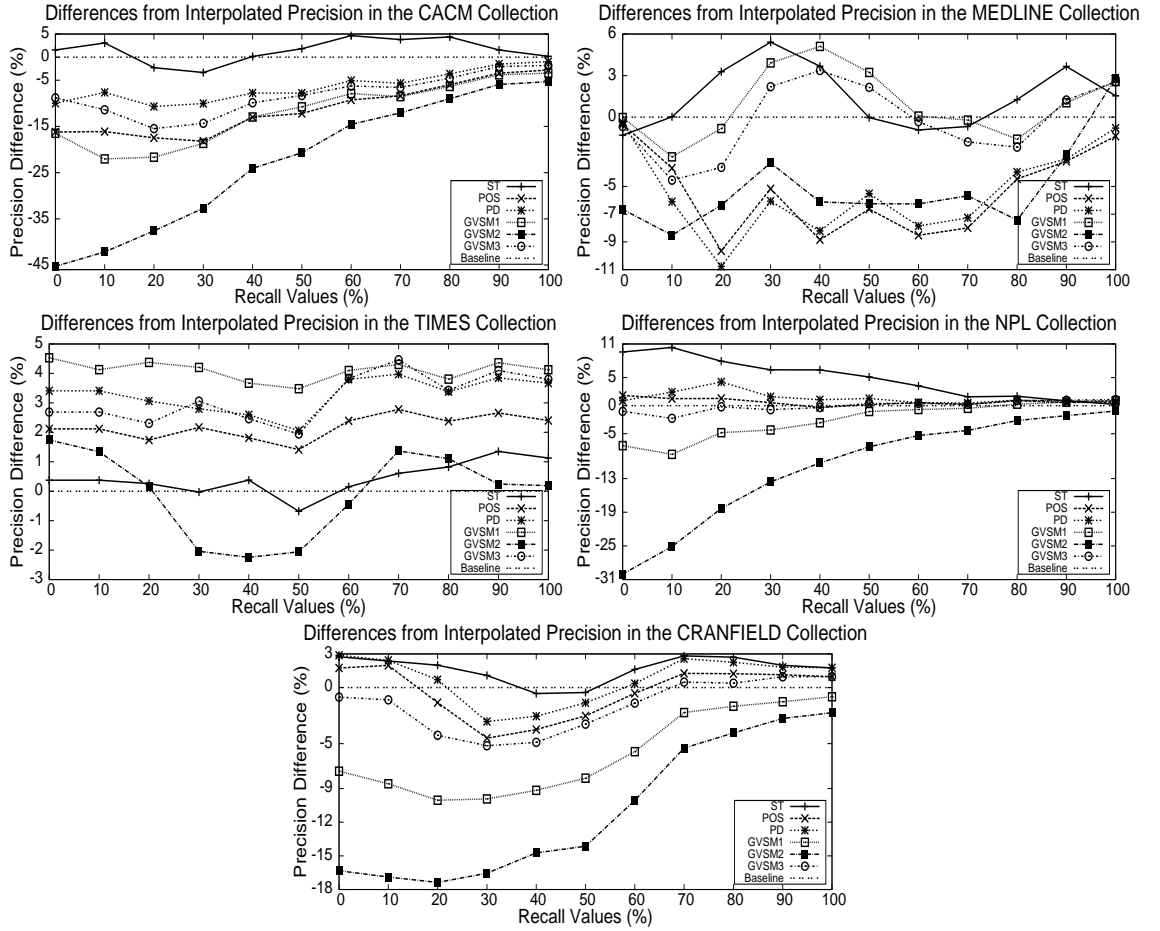 Differences from Interpolated Precision in the CACM Collection
Precision Difference (%)
5
0
-5
-15
-25
-35
-45
0 10 20 30 40 50 60 70 80 90 100
Recall Values (%)
ST
POS
PD
GVSM1
GVSM2
GVSM3
Baseline
Differences from Interpolated Precision in the MEDLINE Collection
Precision Difference (%)
6
3
0
-5
-7
-9
-11
0 10 20 30 40 50 60 70 80 90 100
Recall Values (%)
ST
POS
PD
GVSM1
GVSM2
GVSM3
Baseline
Differences from Interpolated Precision in the TIMES Collection
Precision Difference (%)
5
4
3
2
1
0
-1
-2
-3
0 10 20 30 40 50 60 70 80 90 100
Recall Values (%)
ST
POS
PD
GVSM1
GVSM2
GVSM3
Baseline
Differences from Interpolated Precision in the NPL Collection
Precision Difference (%)
11
5
0
-5
-13
-19
-25
-31
0 10 20 30 40 50 60 70 80 90 100
Recall Values (%)
ST
POS
PD
GVSM1
GVSM2
GVSM3
Baseline
Differences from Interpolated Precision in the CRANFIELD Collection
Precision Difference (%)
3
0
-5
-9
-12
-15
-18
0 10 20 30 40 50 60 70 80 90 100
Recall Values (%)
ST
POS
PD
GVSM1
GVSM2
GVSM3
Baseline